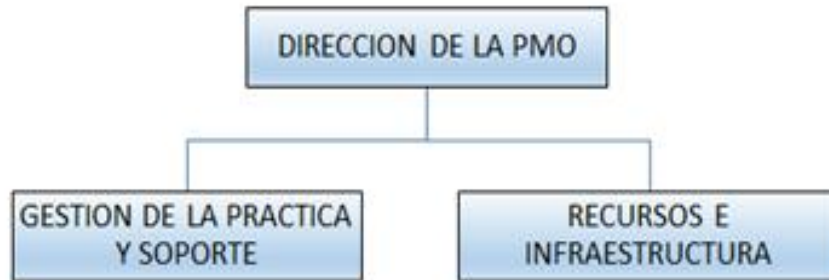 DIRECCION DE LA PMO
GESTION DE LA PRACTICA
Y SOPORTE
RECURSOS E
INFRAESTRUCTURA